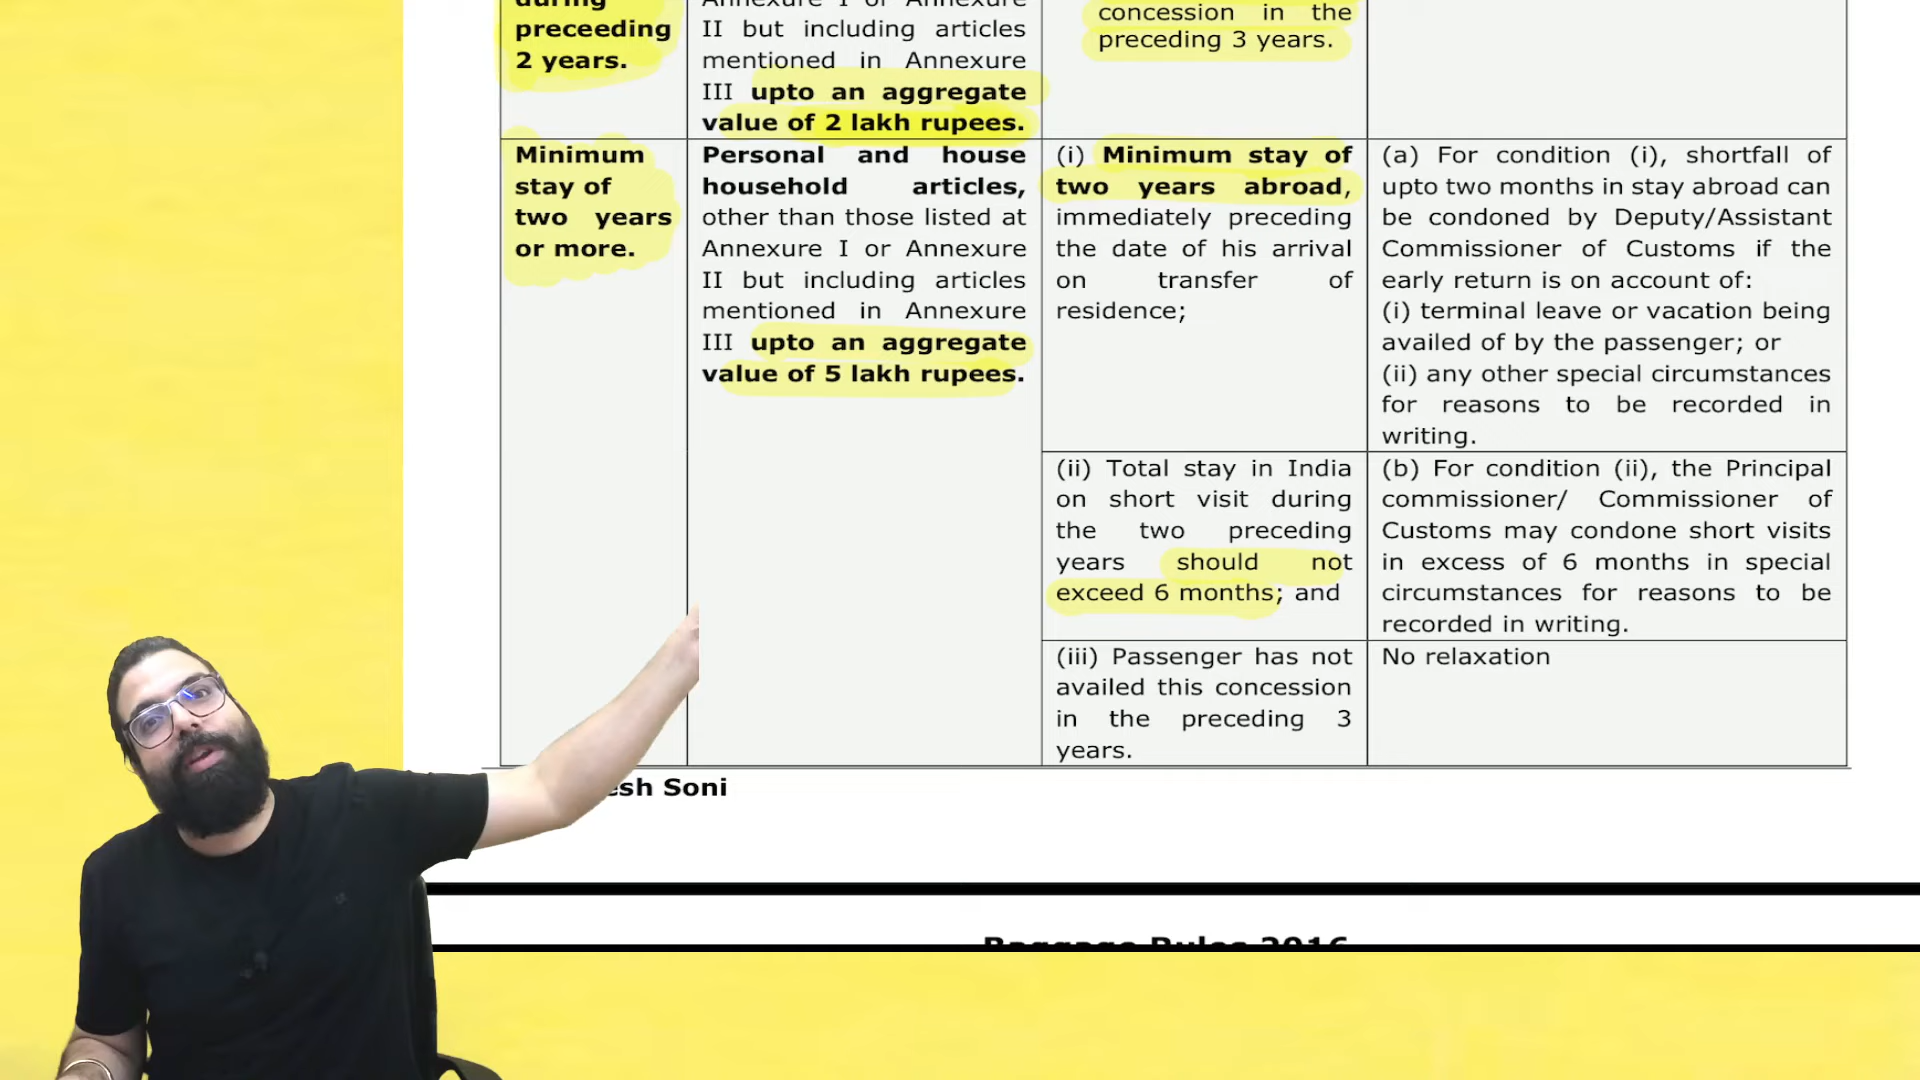 during
preceeding
2 years.
Annexure I or Annexure
II but including articles
mentioned in Annexure
III upto an aggregate
value of 2 lakh rupees.
concession in the
preceding 3 years.
Minimum
stay of
two years
or more.
Personal and house
household articles,
other than those listed at
Annexure I or Annexure
II but including articles
mentioned in Annexure
III upto an aggregate
value of 5 lakh rupees.
(i) Minimum stay of
two years abroad,
immediately preceding
the date of his arrival
on transfer of
residence;
(a) For condition (i), shortfall of
upto two months in stay abroad can
be condoned by Deputy/Assistant
Commissioner of Customs if the
early return is on account of:
(i) terminal leave or vacation being
availed of by the passenger; or
(ii) any other special circumstances
for reasons to be recorded in
writing.
(ii) Total stay in India
on short visit during
the two preceding
years should not
exceed 6 months; and
(b) For condition (ii), the Principal
commissioner/ Commissioner of
Customs may condone short visits
in excess of 6 months in special
circumstances for reasons to be
recorded in writing.
(iii) Passenger has not
availed this concession
in the preceding 3
years.
No relaxation
esh Soni
Baggage Rules 2016